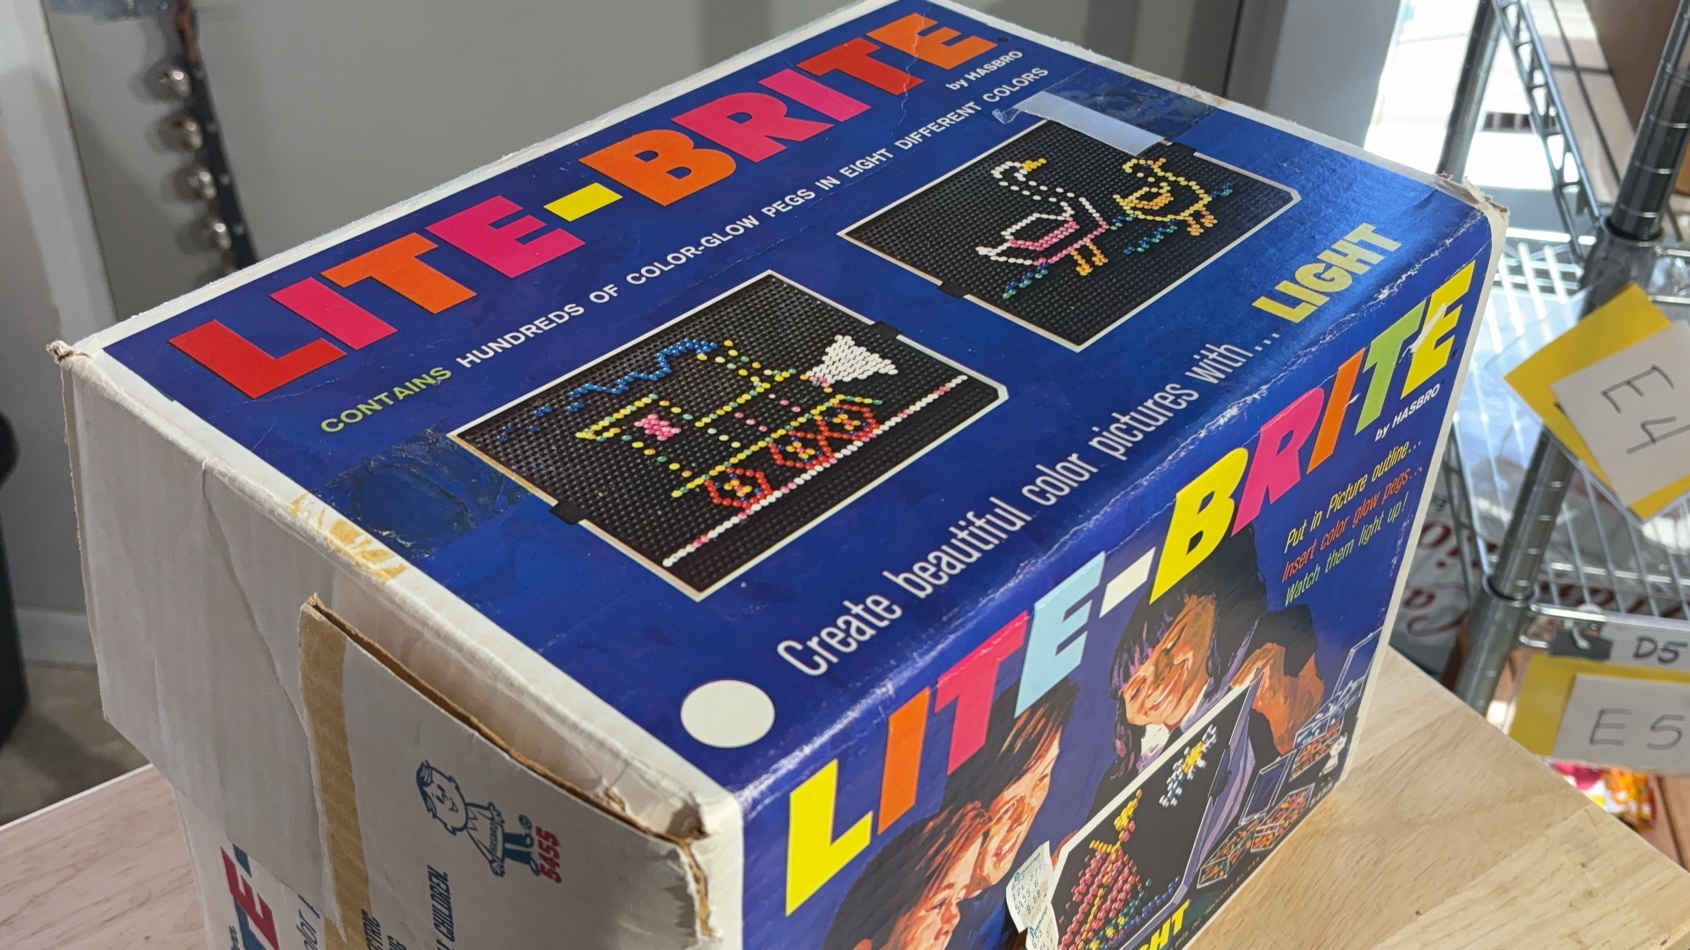 LITE-BRITE
by HASBRO
CONTAINS HUNDREDS OF COLOR-GLOW PEGS IN EIGHT DIFFERENT COLORS
Create beautiful color pictures with... LIGHT
LITE-BRITE
by HASBRO
Put in Picture outline...
Insert color glow pegs...
Watch them light up!
5455
CHILDREN.
E4
D5
E5